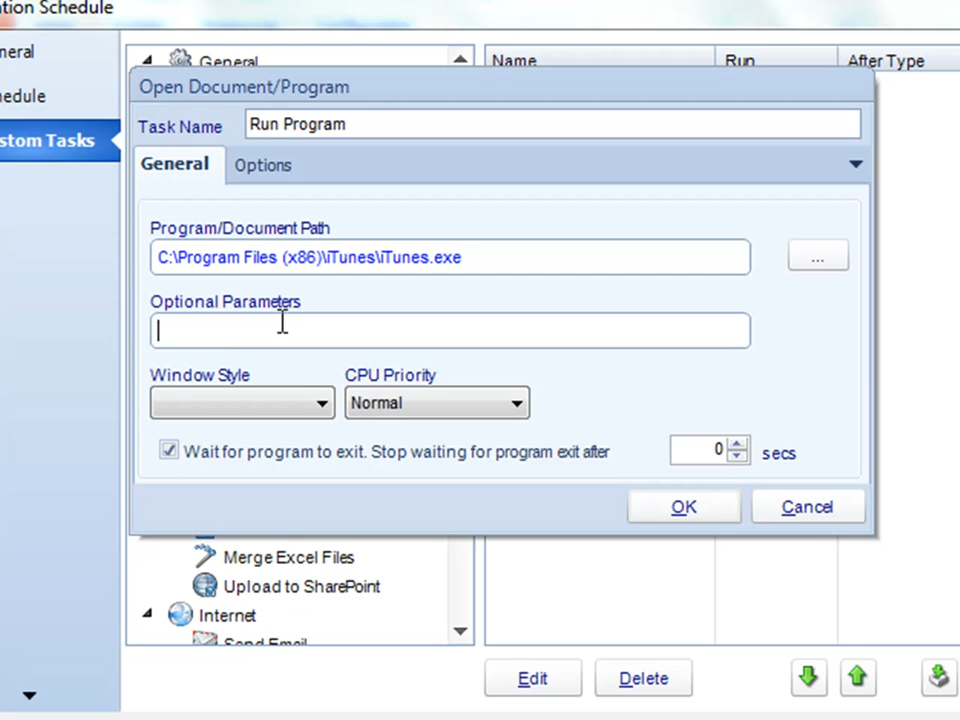 tion Schedule
neral
General
Name
Run
After Type
Open Document/Program
hedule
Task Name
Run Program
stom Tasks
General
Options
Program/Document Path
C:\Program Files (x86)\iTunes\iTunes.exe
...
Optional Parameters
Window Style
CPU Priority
Normal
Wait for program to exit. Stop waiting for program exit after
0
secs
OK
Cancel
Merge Excel Files
Upload to SharePoint
Internet
Send Email
Edit
Delete